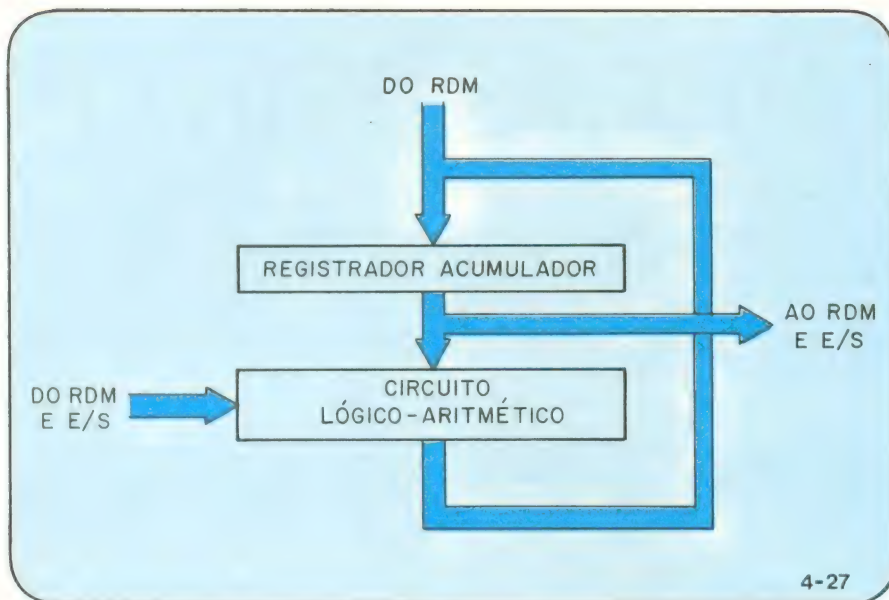 DO RDM
REGISTRADOR ACUMULADOR
AO RDM
E E/S
DO RDM
E E/S
CIRCUITO
LÓGICO-ARITMÉTICO
4-27